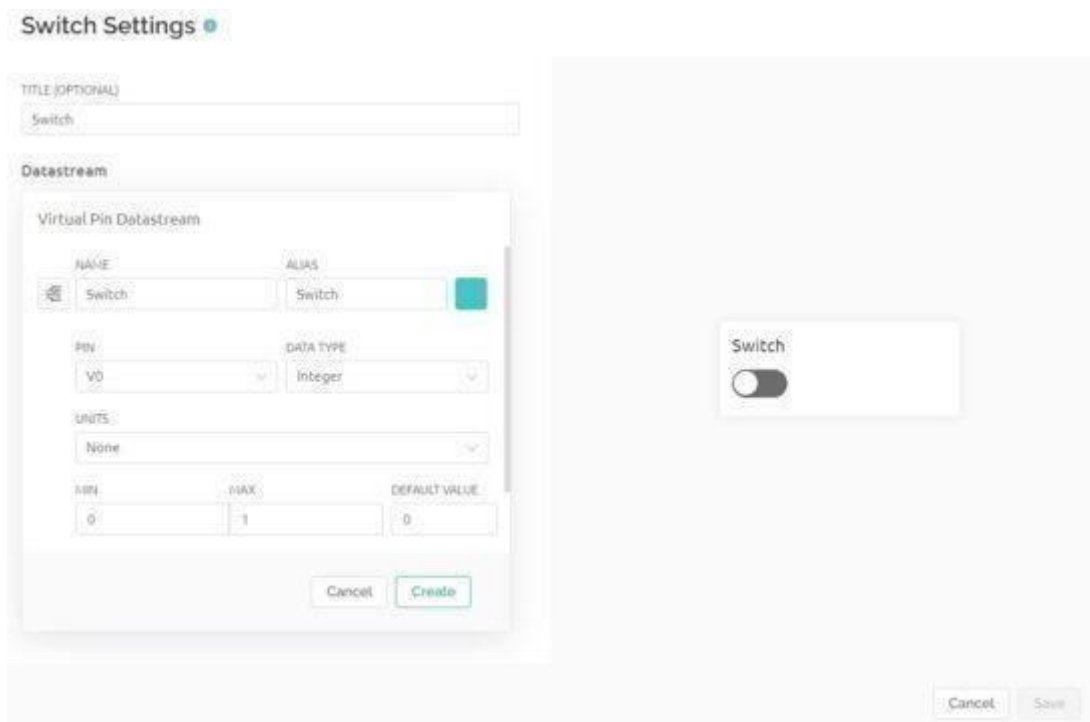 Switch Settings
TITLE (OPTIONAL)
Switch
Datastream
Virtual Pin Datastream
NAME
ALIAS
Switch
Switch
PIN
DATA TYPE
V0
Integer
UNITS
None
MIN
MAX
DEFAULT VALUE
0
1
0
Cancel
Create
Switch
Cancel
Save